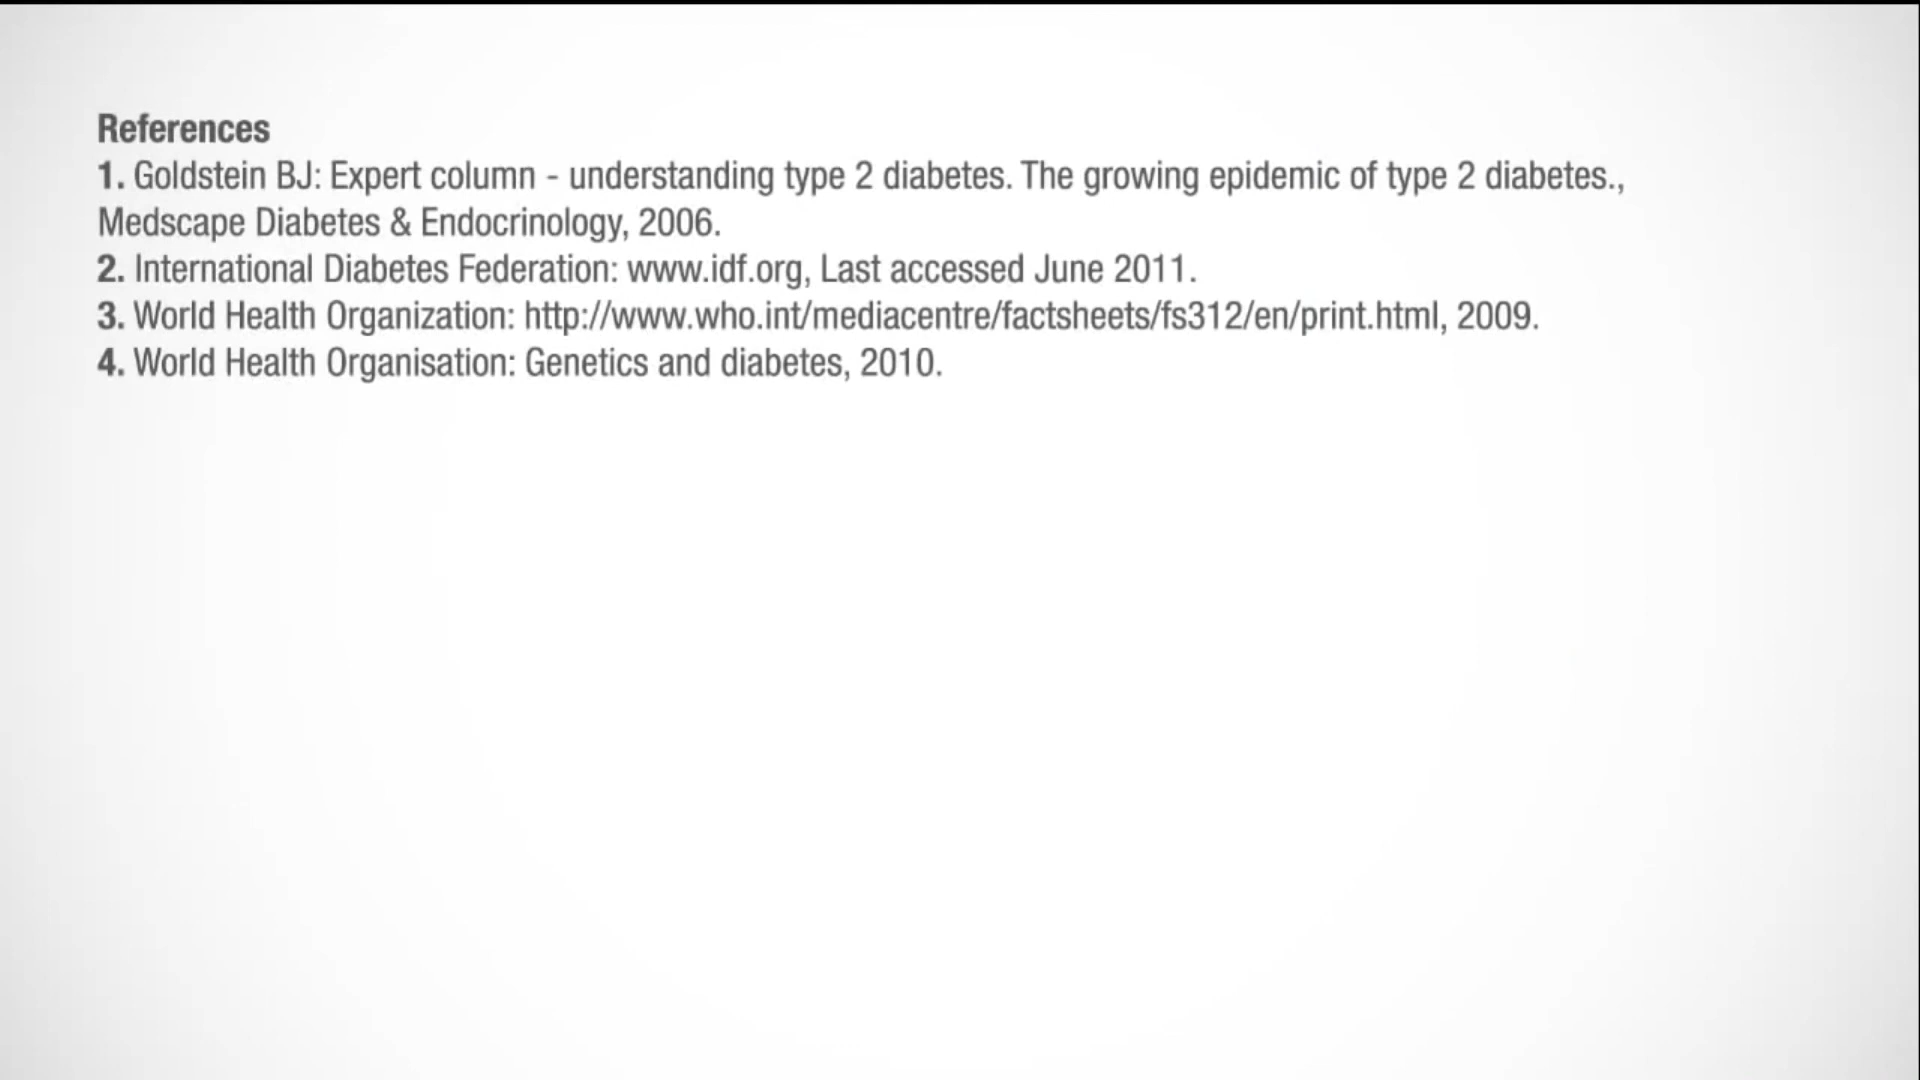 References
1. Goldstein BJ: Expert column - understanding type 2 diabetes. The growing epidemic of type 2 diabetes.,
Medscape Diabetes & Endocrinology, 2006.
2. International Diabetes Federation: www.idf.org, Last accessed June 2011.
3. World Health Organization: http://www.who.int/mediacentre/factsheets/fs312/en/print.html, 2009.
4. World Health Organisation: Genetics and diabetes, 2010.